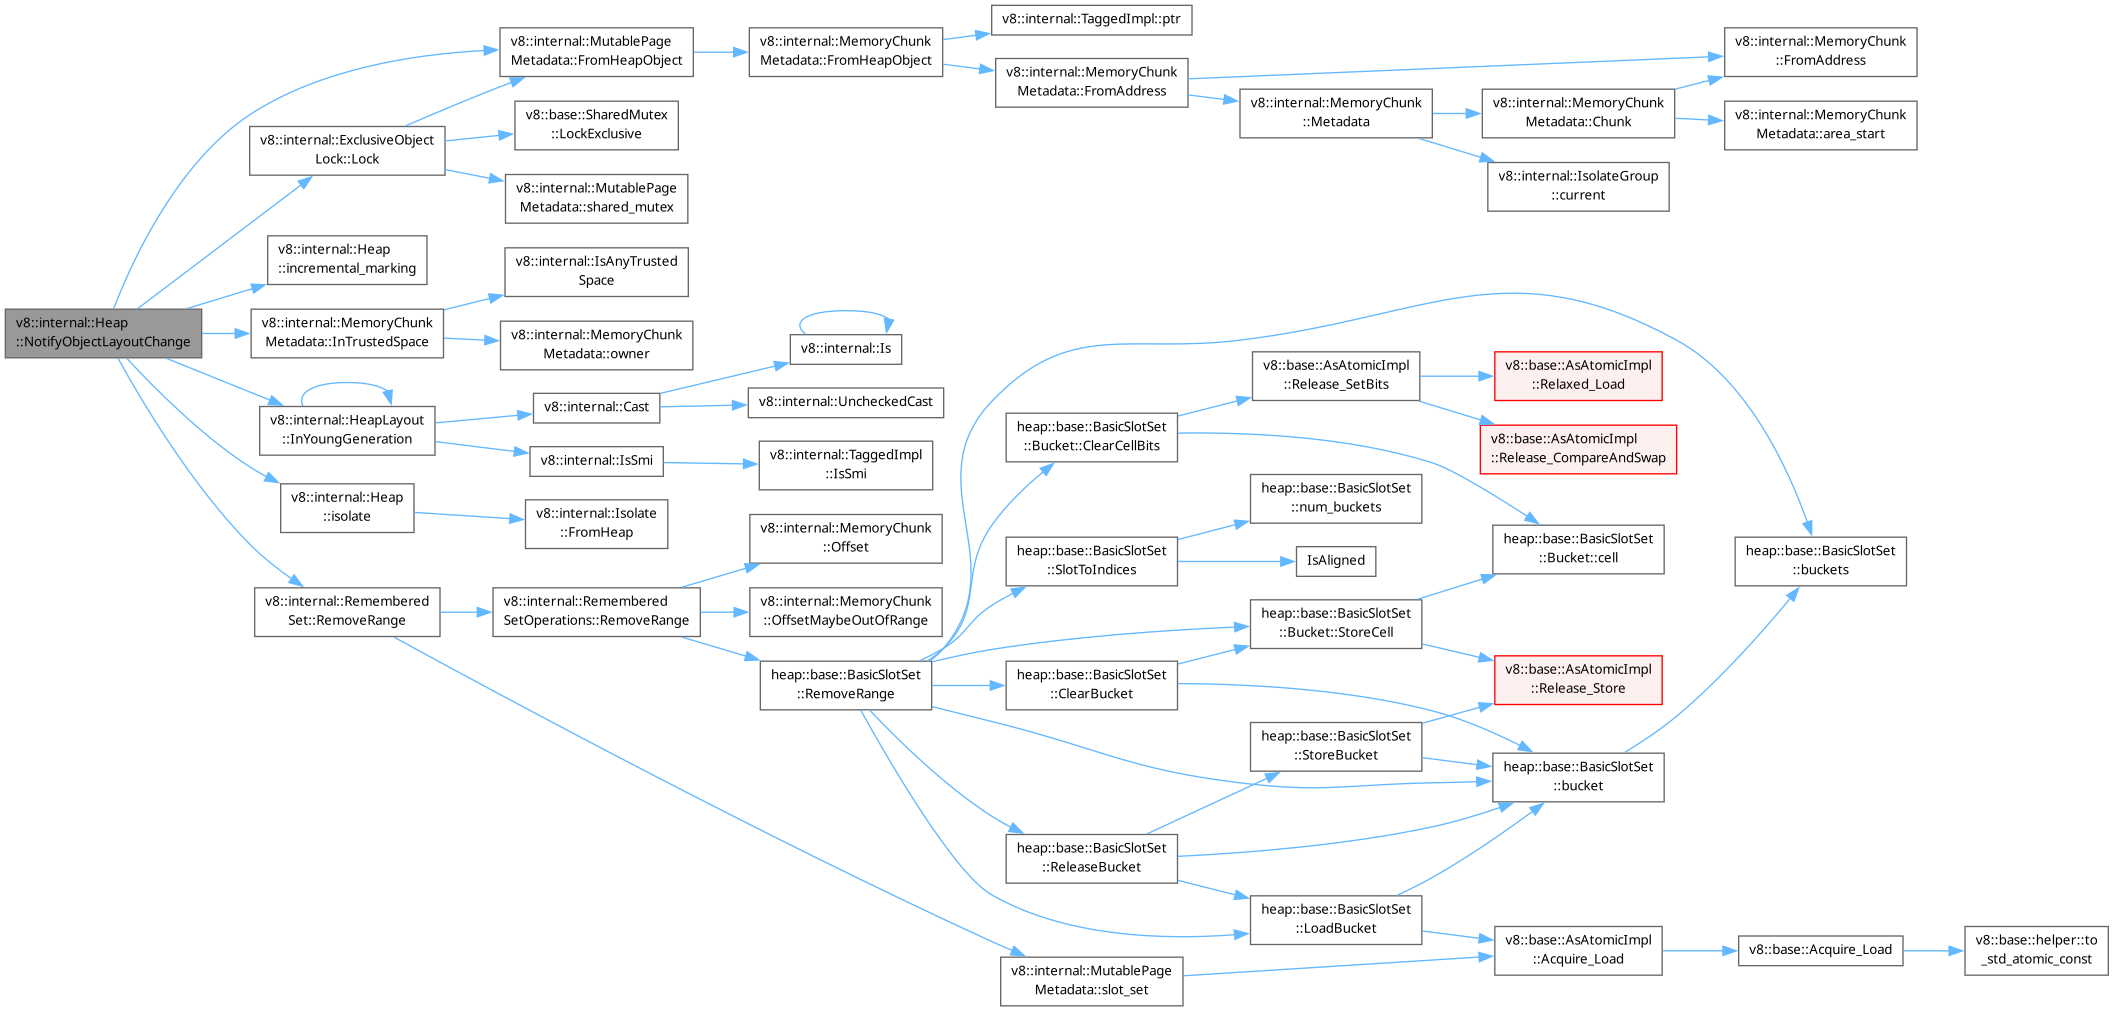 v8::internal::Heap
::NotifyObjectLayoutChange
v8::internal::MutablePage
Metadata::FromHeapObject
v8::internal::ExclusiveObject
Lock::Lock
v8::internal::Heap
::incremental_marking
v8::internal::MemoryChunk
Metadata::InTrustedSpace
v8::internal::HeapLayout
::InYoungGeneration
v8::internal::Heap
::isolate
v8::internal::Remembered
Set::RemoveRange
v8::base::SharedMutex
::LockExclusive
v8::internal::MutablePage
Metadata::shared_mutex
v8::internal::IsAnyTrusted
Space
v8::internal::MemoryChunk
Metadata::owner
v8::internal::Cast
v8::internal::IsSmi
v8::internal::Isolate
::FromHeap
v8::internal::Remembered
SetOperations::RemoveRange
v8::internal::MemoryChunk
Metadata::FromHeapObject
v8::internal::Is
v8::internal::UncheckedCast
v8::internal::TaggedImpl
::IsSmi
v8::internal::MemoryChunk
::Offset
v8::internal::MemoryChunk
::OffsetMaybeOutOfRange
heap::base::BasicSlotSet
::RemoveRange
v8::internal::TaggedImpl::ptr
v8::internal::MemoryChunk
Metadata::FromAddress
heap::base::BasicSlotSet
::Bucket::ClearCellBits
heap::base::BasicSlotSet
::SlotToIndices
heap::base::BasicSlotSet
::ClearBucket
heap::base::BasicSlotSet
::ReleaseBucket
v8::internal::MutablePage
Metadata::slot_set
v8::internal::MemoryChunk
::Metadata
v8::base::AsAtomicImpl
::Release_SetBits
heap::base::BasicSlotSet
::num_buckets
IsAligned
heap::base::BasicSlotSet
::Bucket::StoreCell
heap::base::BasicSlotSet
::StoreBucket
heap::base::BasicSlotSet
::LoadBucket
v8::internal::MemoryChunk
Metadata::Chunk
v8::internal::IsolateGroup
::current
v8::base::AsAtomicImpl
::Relaxed_Load
v8::base::AsAtomicImpl
::Release_CompareAndSwap
heap::base::BasicSlotSet
::Bucket::cell
v8::base::AsAtomicImpl
::Release_Store
heap::base::BasicSlotSet
::bucket
v8::base::AsAtomicImpl
::Acquire_Load
v8::internal::MemoryChunk
::FromAddress
v8::internal::MemoryChunk
Metadata::area_start
heap::base::BasicSlotSet
::buckets
v8::base::Acquire_Load
v8::base::helper::to
_std_atomic_const